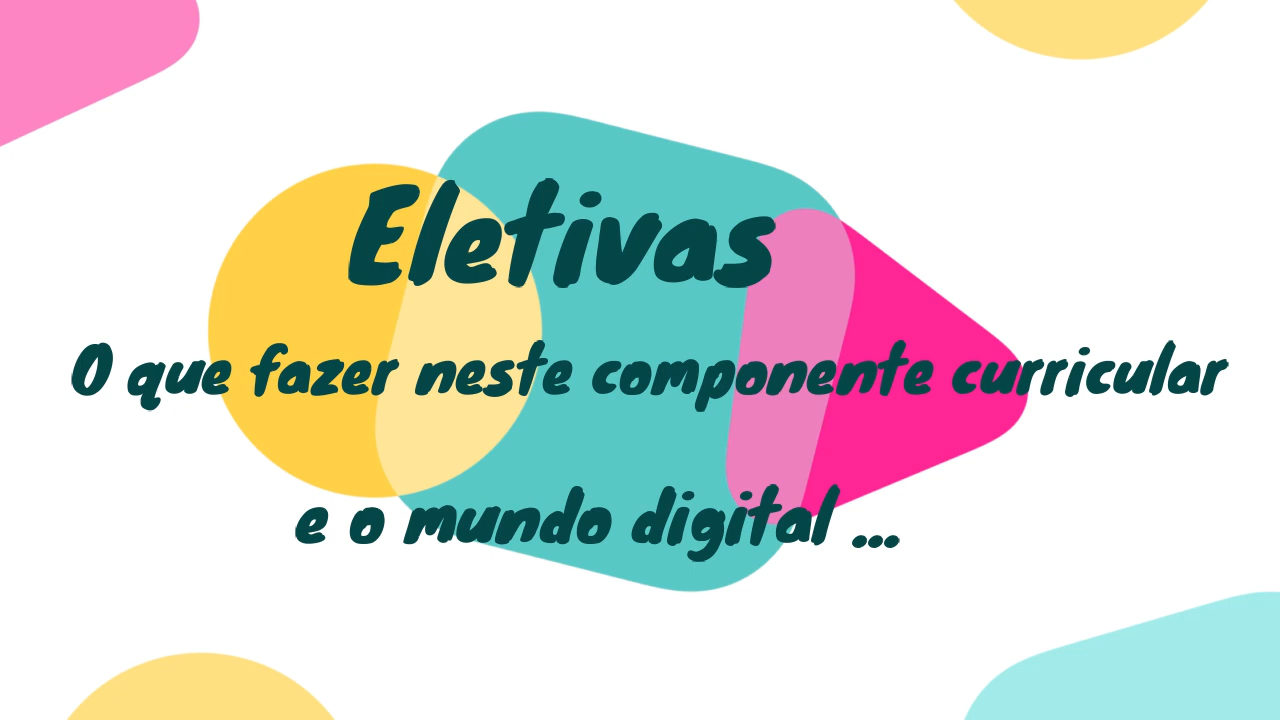 Eletivas
O que fazer neste componente curricular
e o mundo digital ...